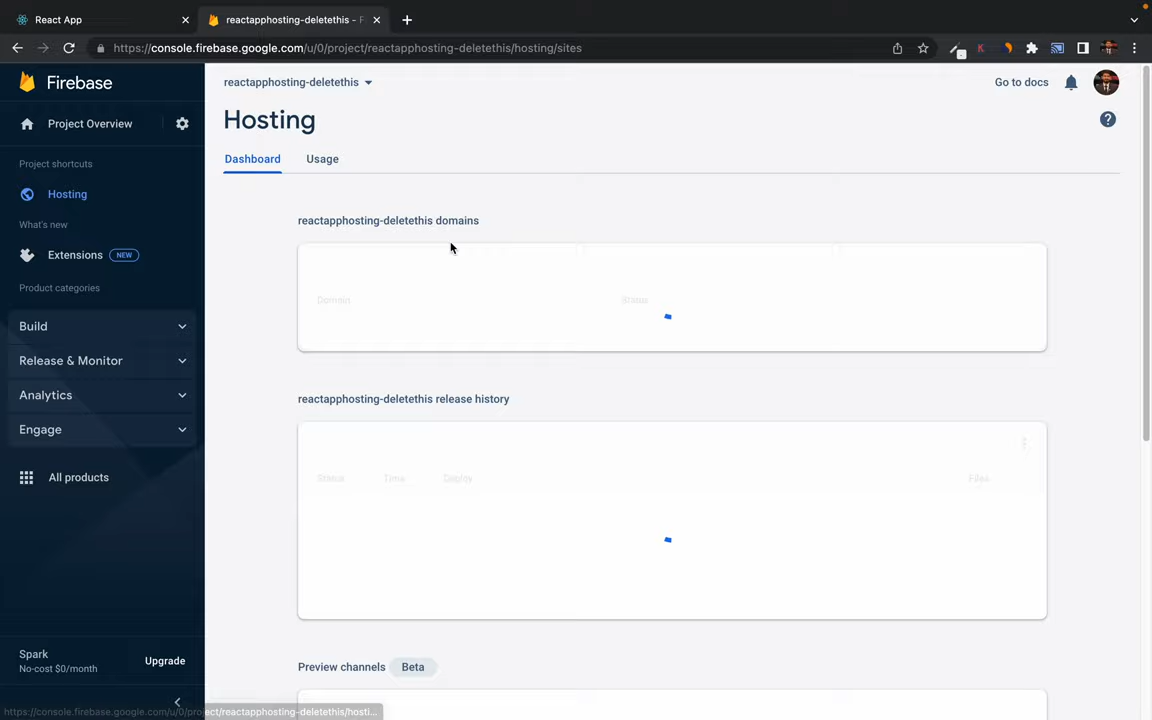 React App
reactapphosting-deletethis - F
https://console.firebase.google.com/u/0/project/reactapphosting-deletethis/hosting/sites
Firebase
reactapphosting-deletethis
Go to docs
Project Overview
Hosting
Project shortcuts
Dashboard
Usage
Hosting
What's new
reactapphosting-deletethis domains
Extensions
NEW
Product categories
Domain
Status
Build
Release & Monitor
Analytics
reactapphosting-deletethis release history
Engage
All products
Status
Time
Deploy
Files
Spark
No-cost $0/month
Upgrade
Preview channels
Beta
https://console.firebase.google.com/u/0/project/reactapphosting-deletethis/hosti...